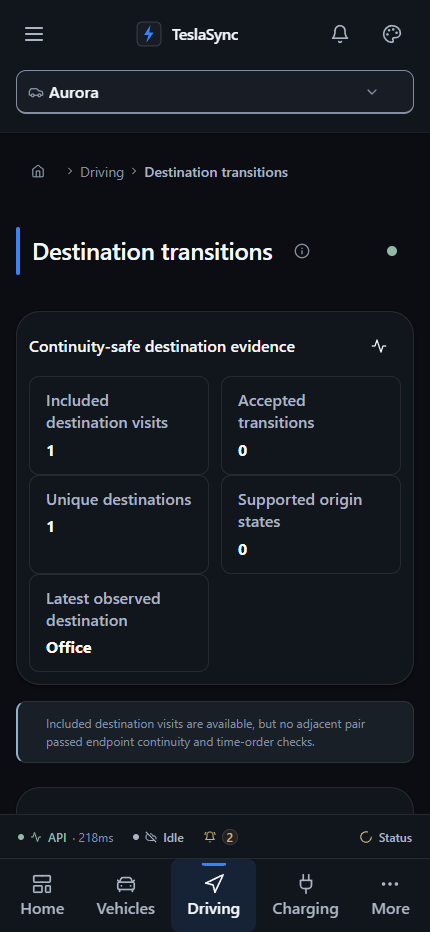 TeslaSync
Aurora
Driving
Destination transitions
Destination transitions
Continuity-safe destination evidence
Included
destination visits
1
Accepted
transitions
0
Unique destinations
1
Supported origin
states
0
Latest observed
destination
Office
Included destination visits are available, but no adjacent pair
passed endpoint continuity and time-order checks.
API · 218ms
Idle
2
Status
Home
Vehicles
Driving
Charging
More